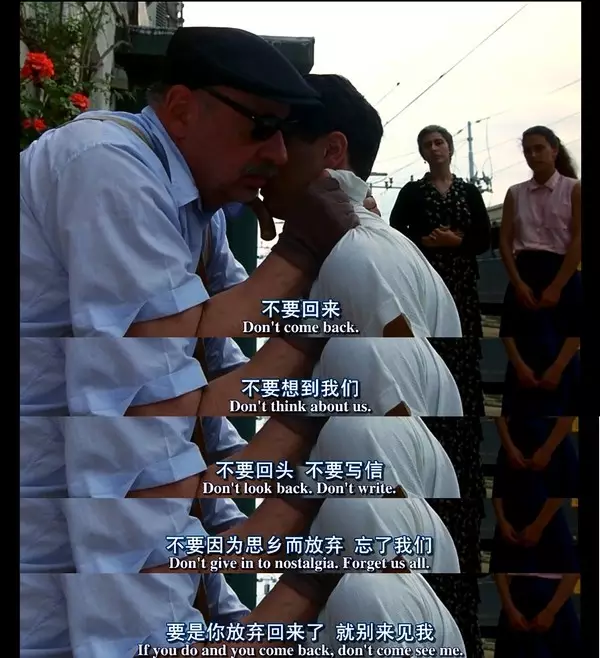 不要回来
Don't come back.
不要想到我们
Don't think about us.
不要回头 不要写信
Don't look back. Don't write.
不要因为思乡而放弃 忘了我们
Don't give in to nostalgia. Forget us all.
要是你放弃回来了 就别来见我
If you do and you come back, don't come see me.